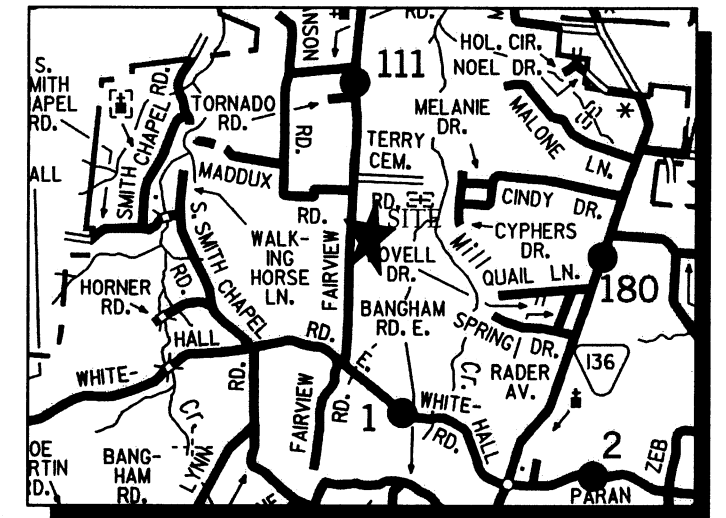 RD.
NSON
111
HOL. CIR.
NOEL DR.
S.
MITH
APEL
RD.
SMITH CHAPEL RD.
TORNADO
RD.
RD.
MELANIE
DR.
MALONE
LN.
TERRY
CEM.
ALL
MADDUX
RD.
RD.
SITE
CINDY DR.
CYPHERS
DR.
S. SMITH CHAPEL
RD.
WALK-
ING
HORSE
LN.
FAIRVIEW
OVELL
DR.
Mill
QUAIL LN.
180
HORNER
RD.
RD.
HALL
BANGHAM
RD. E.
SPRING DR.
RD.
E.
136
WHITE-
RADER
AV.
Cr.
FAIRVIEW
RD.
1
WHITE-
HALL
RD.
Cr.
2
OE
RTIN
RD.
BANG-
HAM
RD.
LYNN
ZEB
PARAN